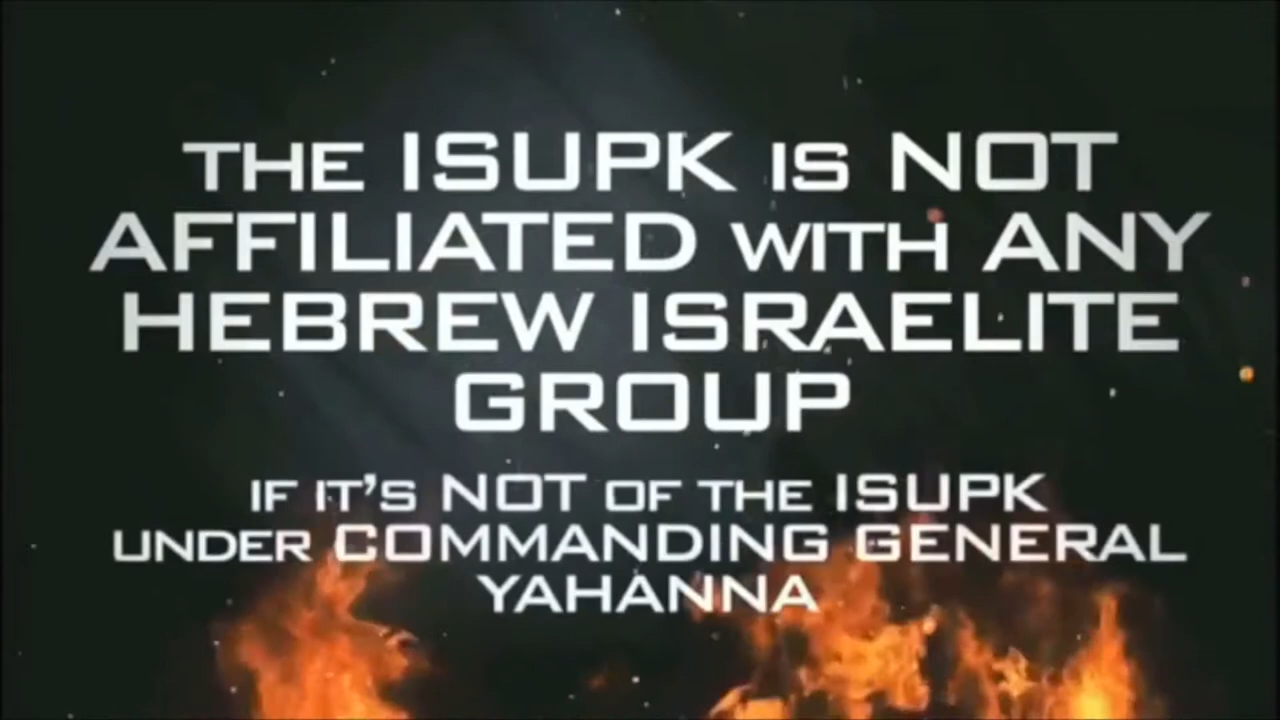 THE ISUPK IS NOT
AFFILIATED WITH ANY
HEBREW ISRAELITE
GROUP
IF IT'S NOT OF THE ISUPK
UNDER COMMANDING GENERAL
YAHANNA